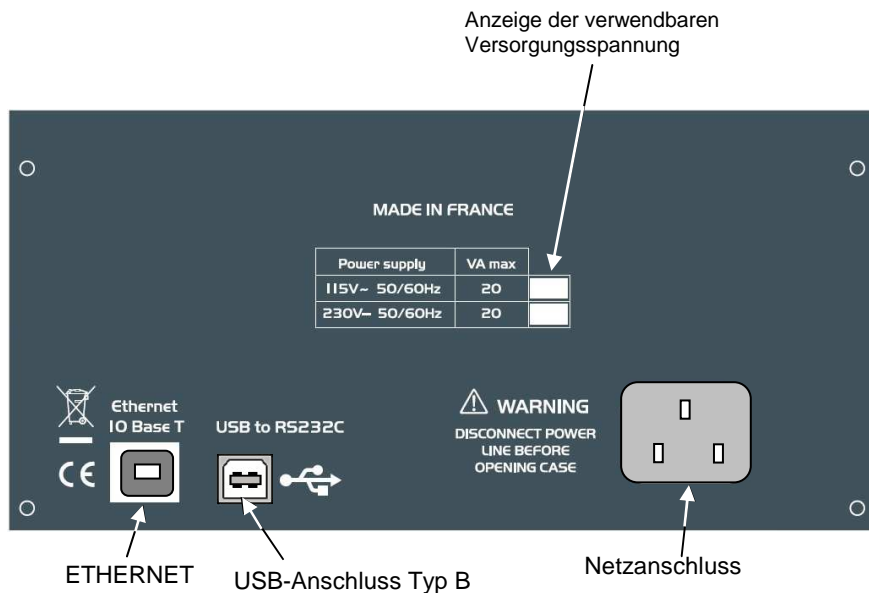 Anzeige der verwendbaren
Versorgungsspannung
MADE IN FRANCE
Power supply VA max
115V~ 50/60Hz 20
230V– 50/60Hz 20
Ethernet
10 Base T
USB to RS232C
WARNING
DISCONNECT POWER
LINE BEFORE
OPENING CASE
CE
ETHERNET
USB-Anschluss Typ B
Netzanschluss